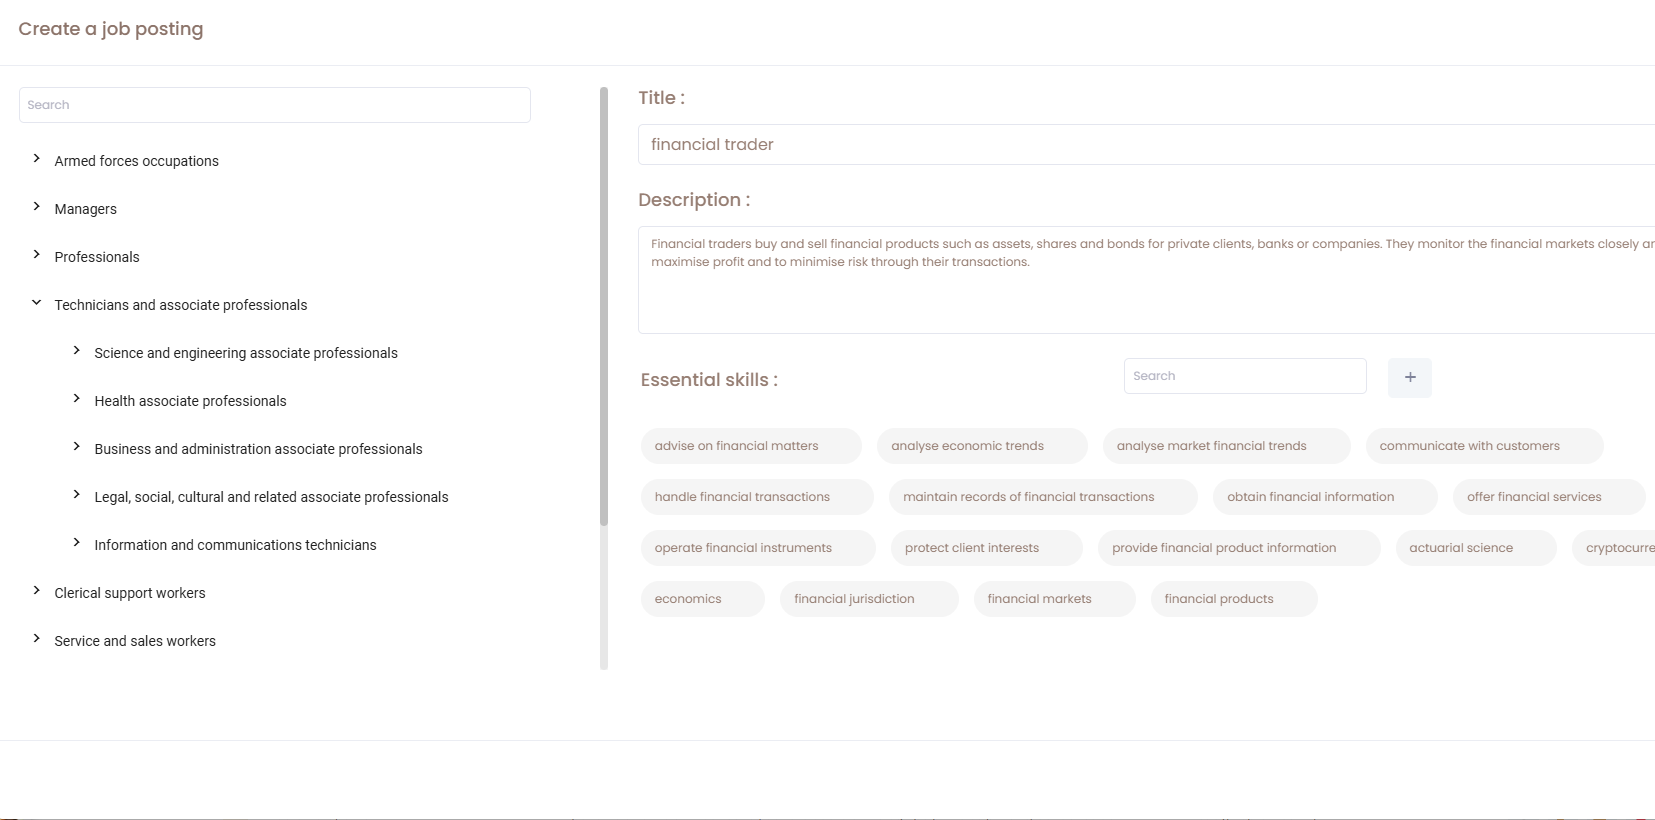 Create a job posting
Search
Armed forces occupations
Managers
Professionals
Technicians and associate professionals
Science and engineering associate professionals
Health associate professionals
Business and administration associate professionals
Legal, social, cultural and related associate professionals
Information and communications technicians
Clerical support workers
Service and sales workers
Title :
financial trader
Description :
Financial traders buy and sell financial products such as assets, shares and bonds for private clients, banks or companies. They monitor the financial markets closely
maximise profit and to minimise risk through their transactions.
Essential skills :
Search
+
advise on financial matters analyse economic trends analyse market financial trends communicate with customers
handle financial transactions maintain records of financial transactions obtain financial information offer financial services
operate financial instruments protect client interests provide financial product information actuarial science
economics financial jurisdiction financial markets financial products